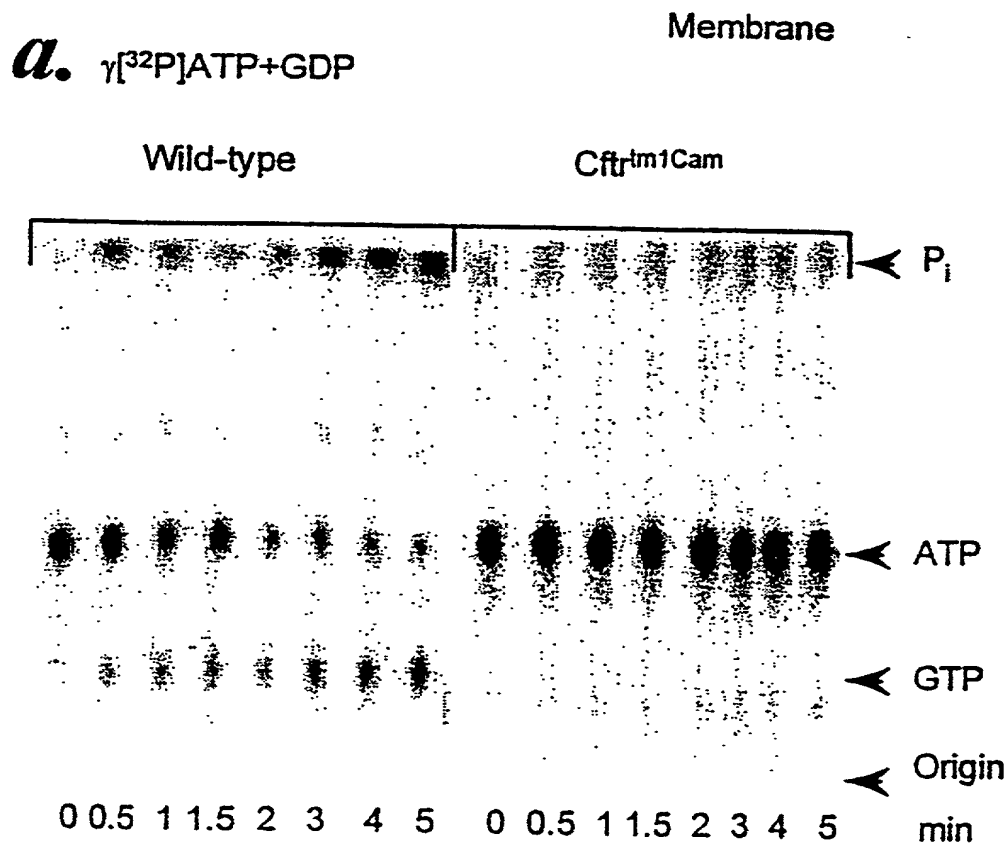 Membrane
a. γ[³²P]ATP+GDP
Wild-type Cftrᵗᵐ¹ᶜᵃᵐ
Pᵢ
ATP
GTP
Origin
0 0.5 1 1.5 2 3 4 5 0 0.5 1 1.5 2 3 4 5 min